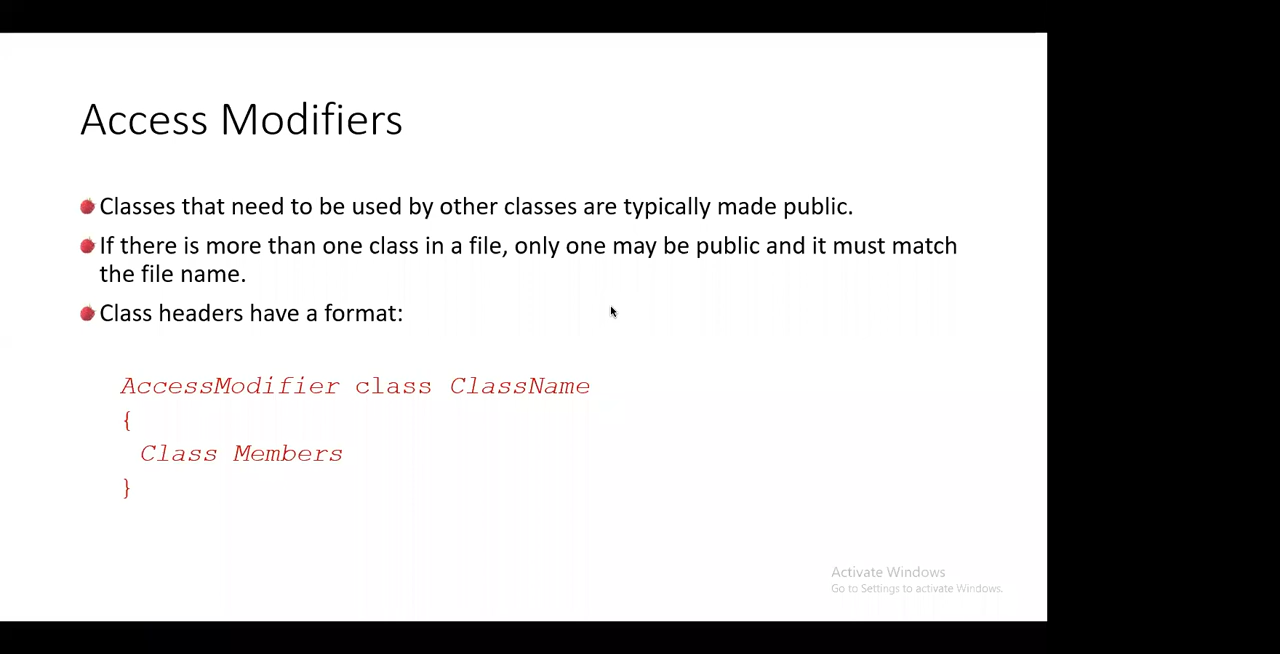 Access Modifiers
Classes that need to be used by other classes are typically made public.
If there is more than one class in a file, only one may be public and it must match
the file name.
Class headers have a format:
AccessModifier class ClassName
{
Class Members
}
Activate Windows
Go to Settings to activate Windows.